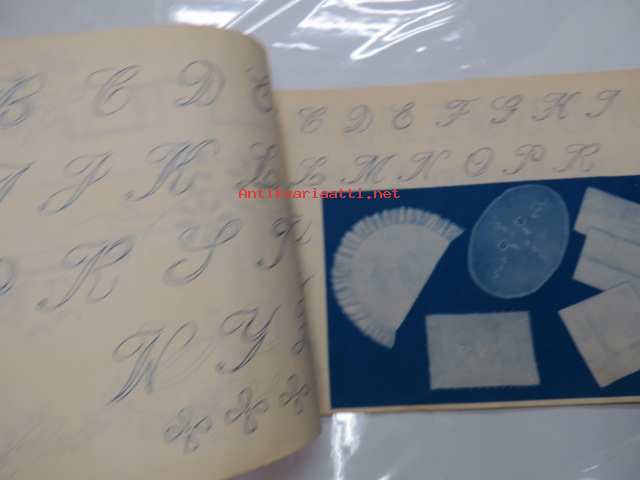 B C D E
I J K L
R S T
W Y
C D E F G H I
L M N O P R
Antikvariaatti.net